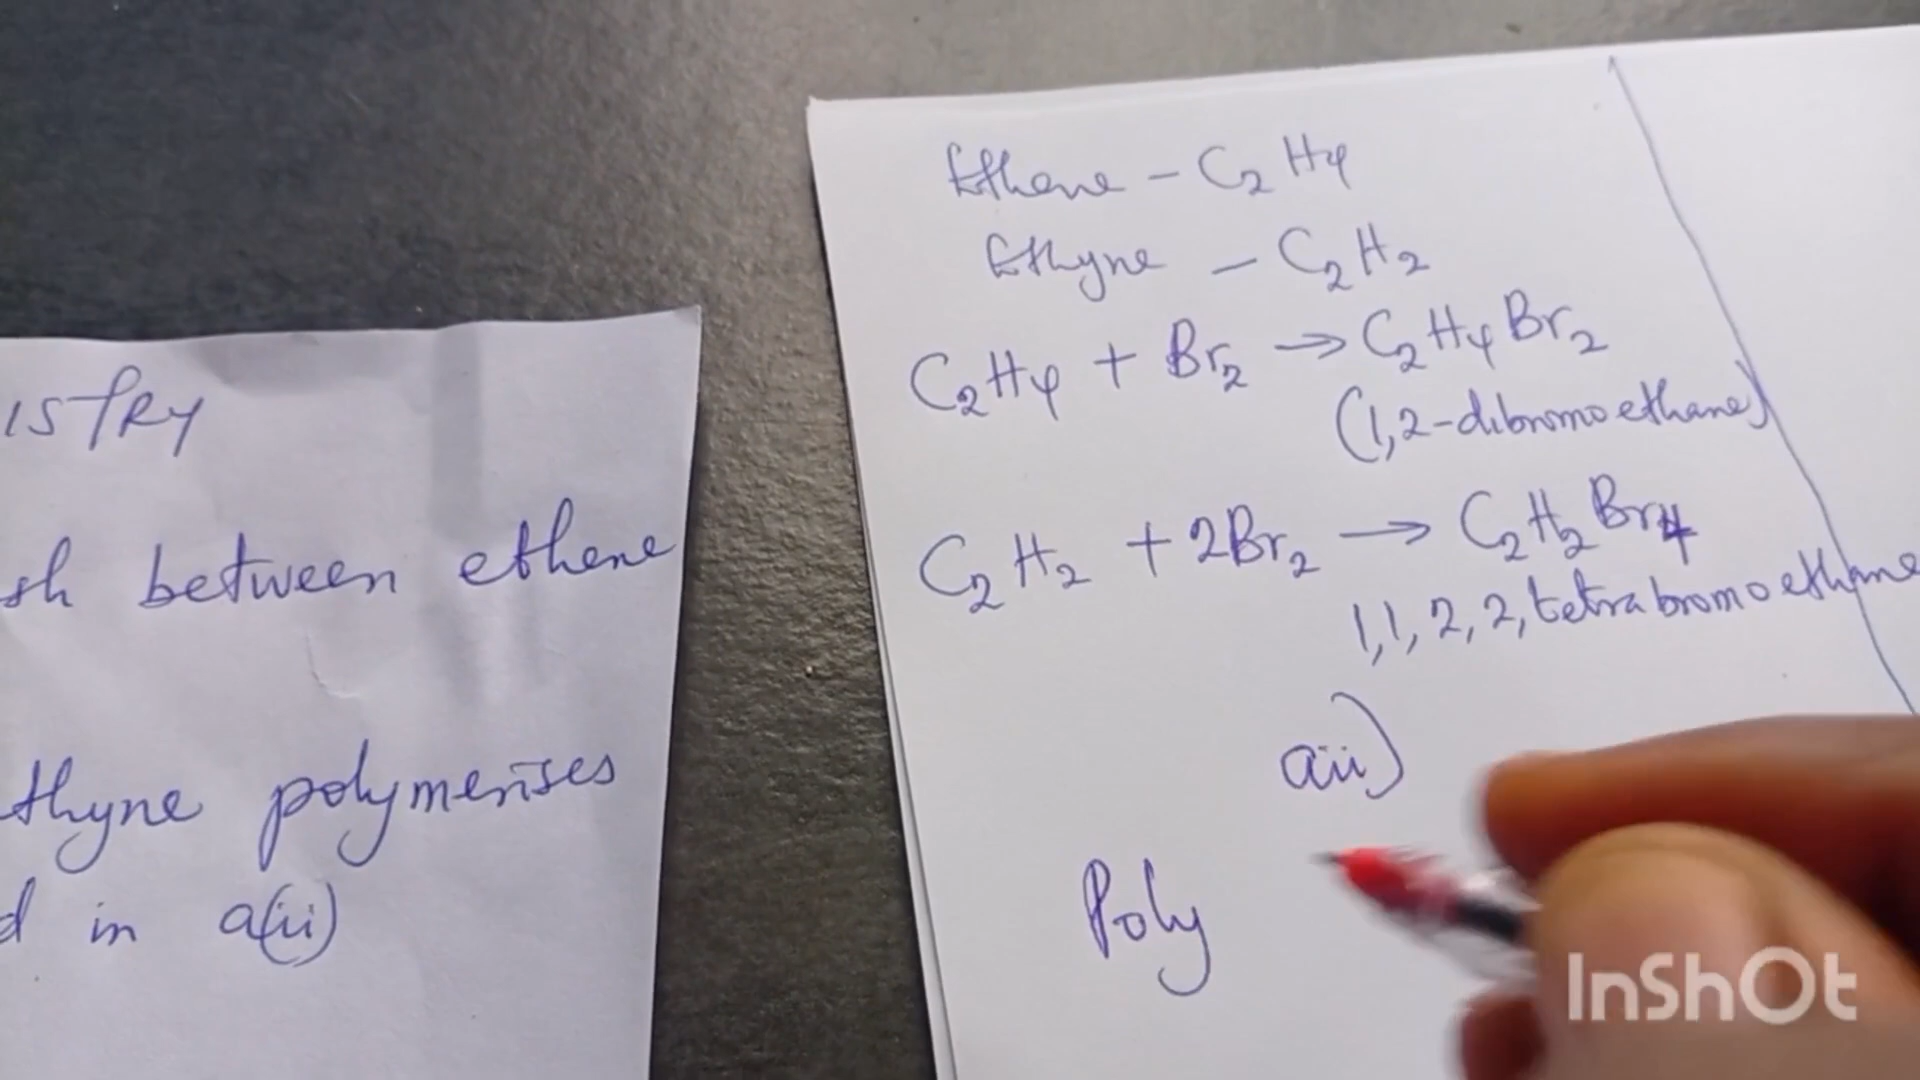 ISTRY
sh between ethene
thyne polymerises
d in a(ii)
Ethene - C2H4
Ethyne - C2H2
C2H4 + Br2 → C2H4Br2
(1,2-dibromoethane)
C2H2 + 2Br2 → C2H2Br4
1,1,2,2,tetrabromoethane
aii)
Poly
InShOt